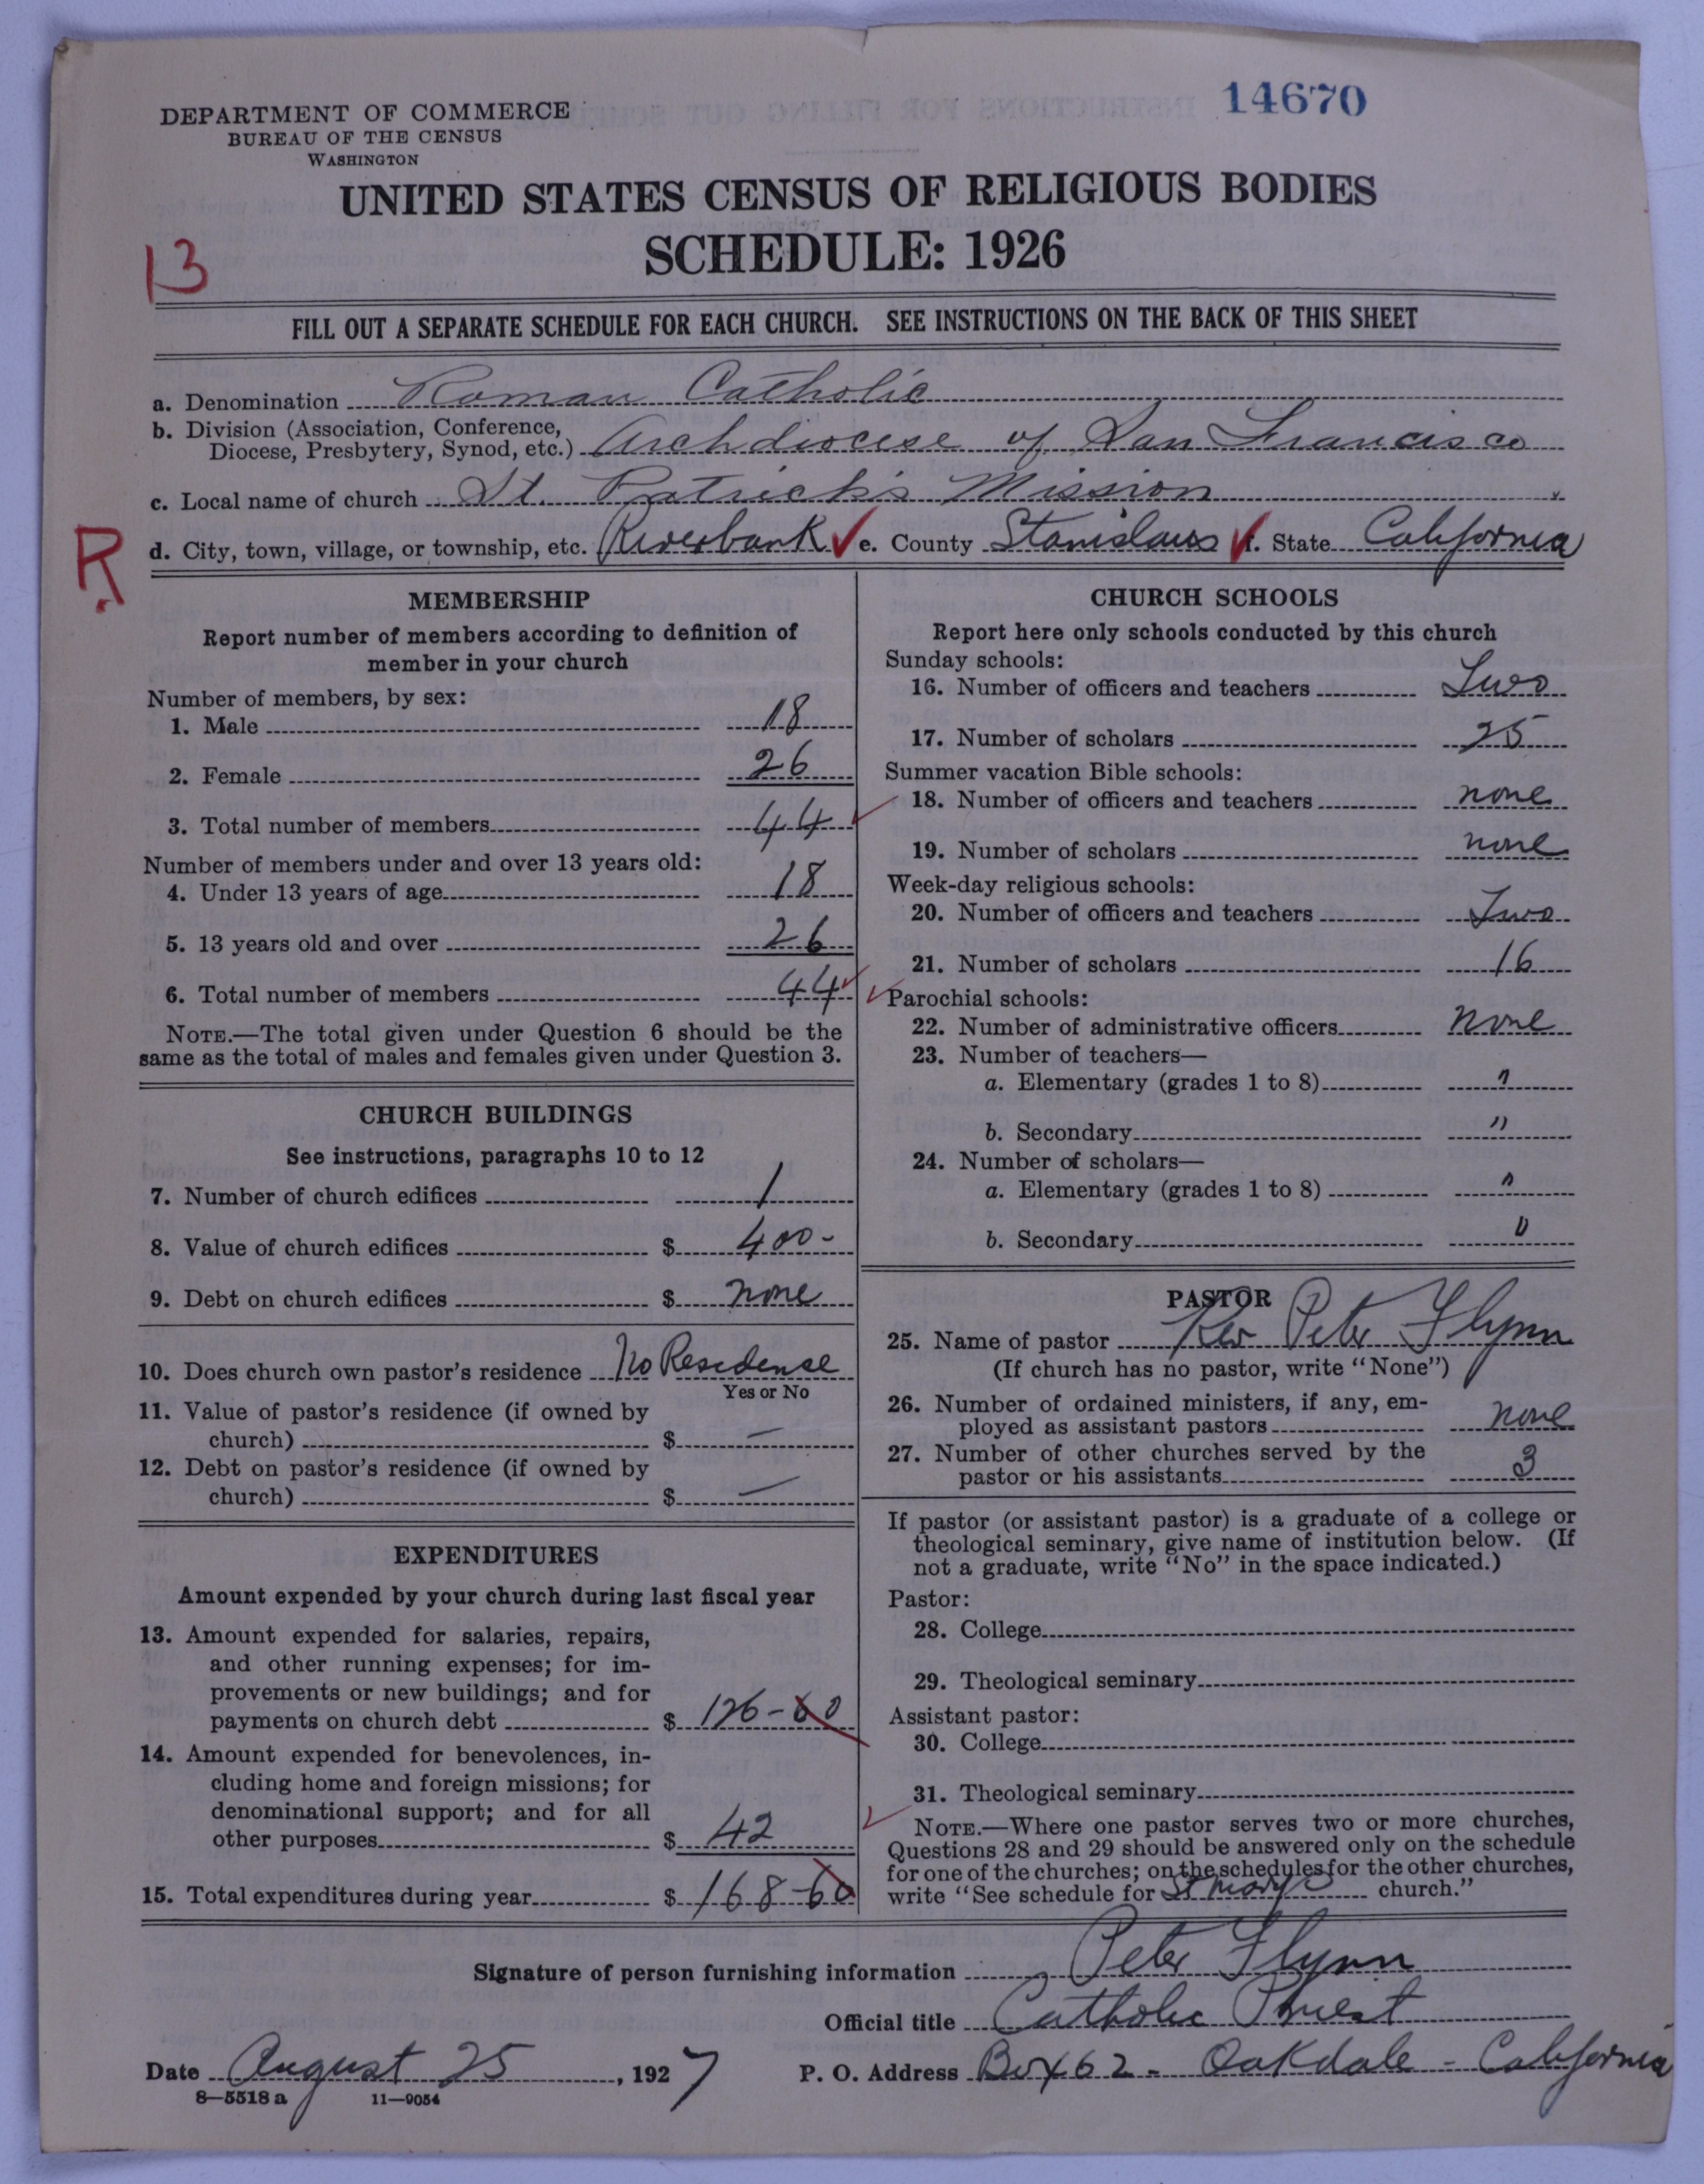 14670
DEPARTMENT OF COMMERCE
BUREAU OF THE CENSUS
WASHINGTON
UNITED STATES CENSUS OF RELIGIOUS BODIES
SCHEDULE: 1926
13
FILL OUT A SEPARATE SCHEDULE FOR EACH CHURCH. SEE INSTRUCTIONS ON THE BACK OF THIS SHEET
a. Denomination Roman Catholic
b. Division (Association, Conference,
Diocese, Presbytery, Synod, etc.) Archdiocese of San Francisco
c. Local name of church St. Patrick's Mission
R.
d. City, town, village, or township, etc. Riverbank e. County Stanislaus f. State California
MEMBERSHIP
Report number of members according to definition of
member in your church
Number of members, by sex:
1. Male 18
2. Female 26
3. Total number of members 44
Number of members under and over 13 years old:
4. Under 13 years of age 18
5. 13 years old and over 26
6. Total number of members 44
NOTE.—The total given under Question 6 should be the
same as the total of males and females given under Question 3.
CHURCH BUILDINGS
See instructions, paragraphs 10 to 12
7. Number of church edifices 1
8. Value of church edifices $ 400-
9. Debt on church edifices $ none
10. Does church own pastor's residence No Residense
Yes or No
11. Value of pastor's residence (if owned by
church) $ —
12. Debt on pastor's residence (if owned by
church) $ —
EXPENDITURES
Amount expended by your church during last fiscal year
13. Amount expended for salaries, repairs,
and other running expenses; for im-
provements or new buildings; and for
payments on church debt $ 126-60
14. Amount expended for benevolences, in-
cluding home and foreign missions; for
denominational support; and for all
other purposes $ 42
15. Total expenditures during year $ 168-60
CHURCH SCHOOLS
Report here only schools conducted by this church
Sunday schools:
16. Number of officers and teachers Two
17. Number of scholars 25
Summer vacation Bible schools:
18. Number of officers and teachers none
19. Number of scholars none
Week-day religious schools:
20. Number of officers and teachers Two
21. Number of scholars 16
Parochial schools:
22. Number of administrative officers none
23. Number of teachers—
a. Elementary (grades 1 to 8) "
b. Secondary "
24. Number of scholars—
a. Elementary (grades 1 to 8) "
b. Secondary "
PASTOR
25. Name of pastor Rev Peter Flynn
(If church has no pastor, write "None")
26. Number of ordained ministers, if any, em-
ployed as assistant pastors none
27. Number of other churches served by the
pastor or his assistants 3
If pastor (or assistant pastor) is a graduate of a college or
theological seminary, give name of institution below. (If
not a graduate, write "No" in the space indicated.)
Pastor:
28. College
29. Theological seminary
Assistant pastor:
30. College
31. Theological seminary
NOTE.—Where one pastor serves two or more churches,
Questions 28 and 29 should be answered only on the schedule
for one of the churches; on the schedules for the other churches,
write "See schedule for St Mary's church."
Signature of person furnishing information Peter Flynn
Official title Catholic Priest
Date August 25, 1927 P. O. Address Box 62 - Oakdale - California
8—5518 a 11—9054